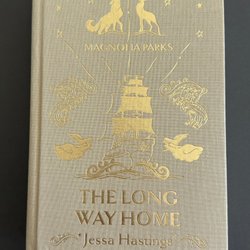 MAGNOLIA PARKS
THE LONG
WAY HOME
Jessa Hastings